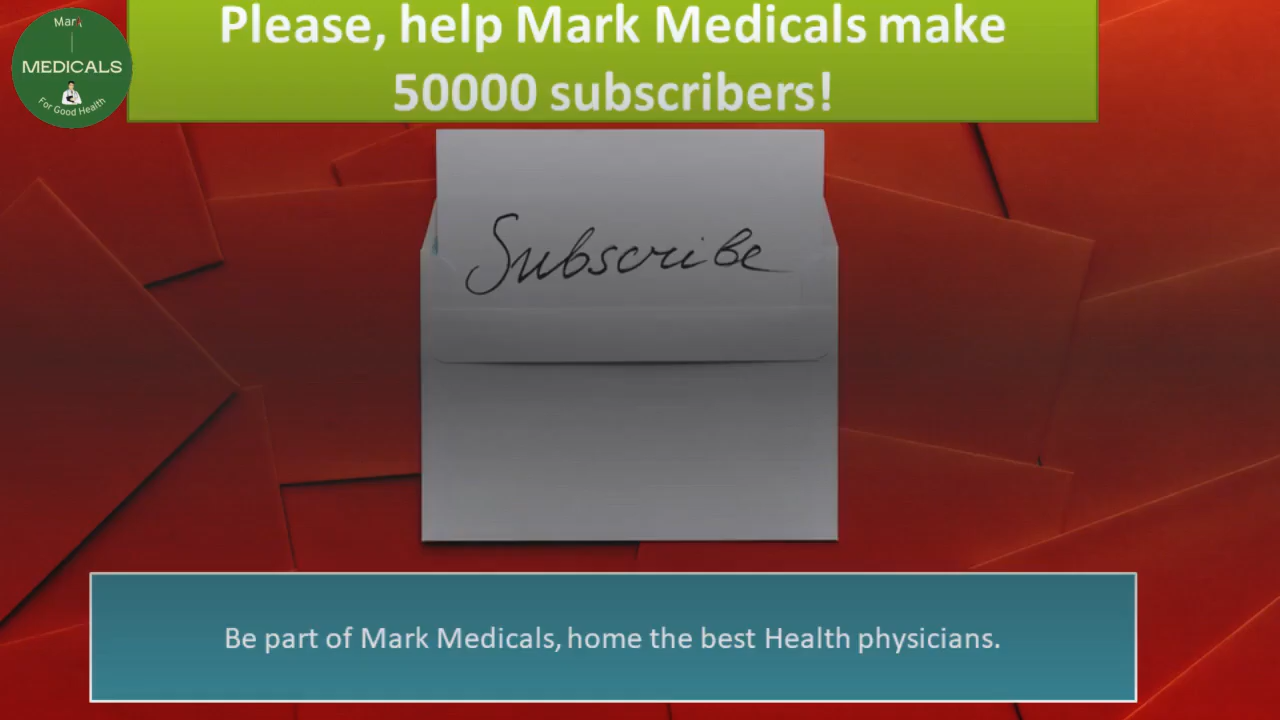 Please, help Mark Medicals make
50000 subscribers!
Mark
MEDICALS
For Good Health
Subscribe
Be part of Mark Medicals, home the best Health physicians.